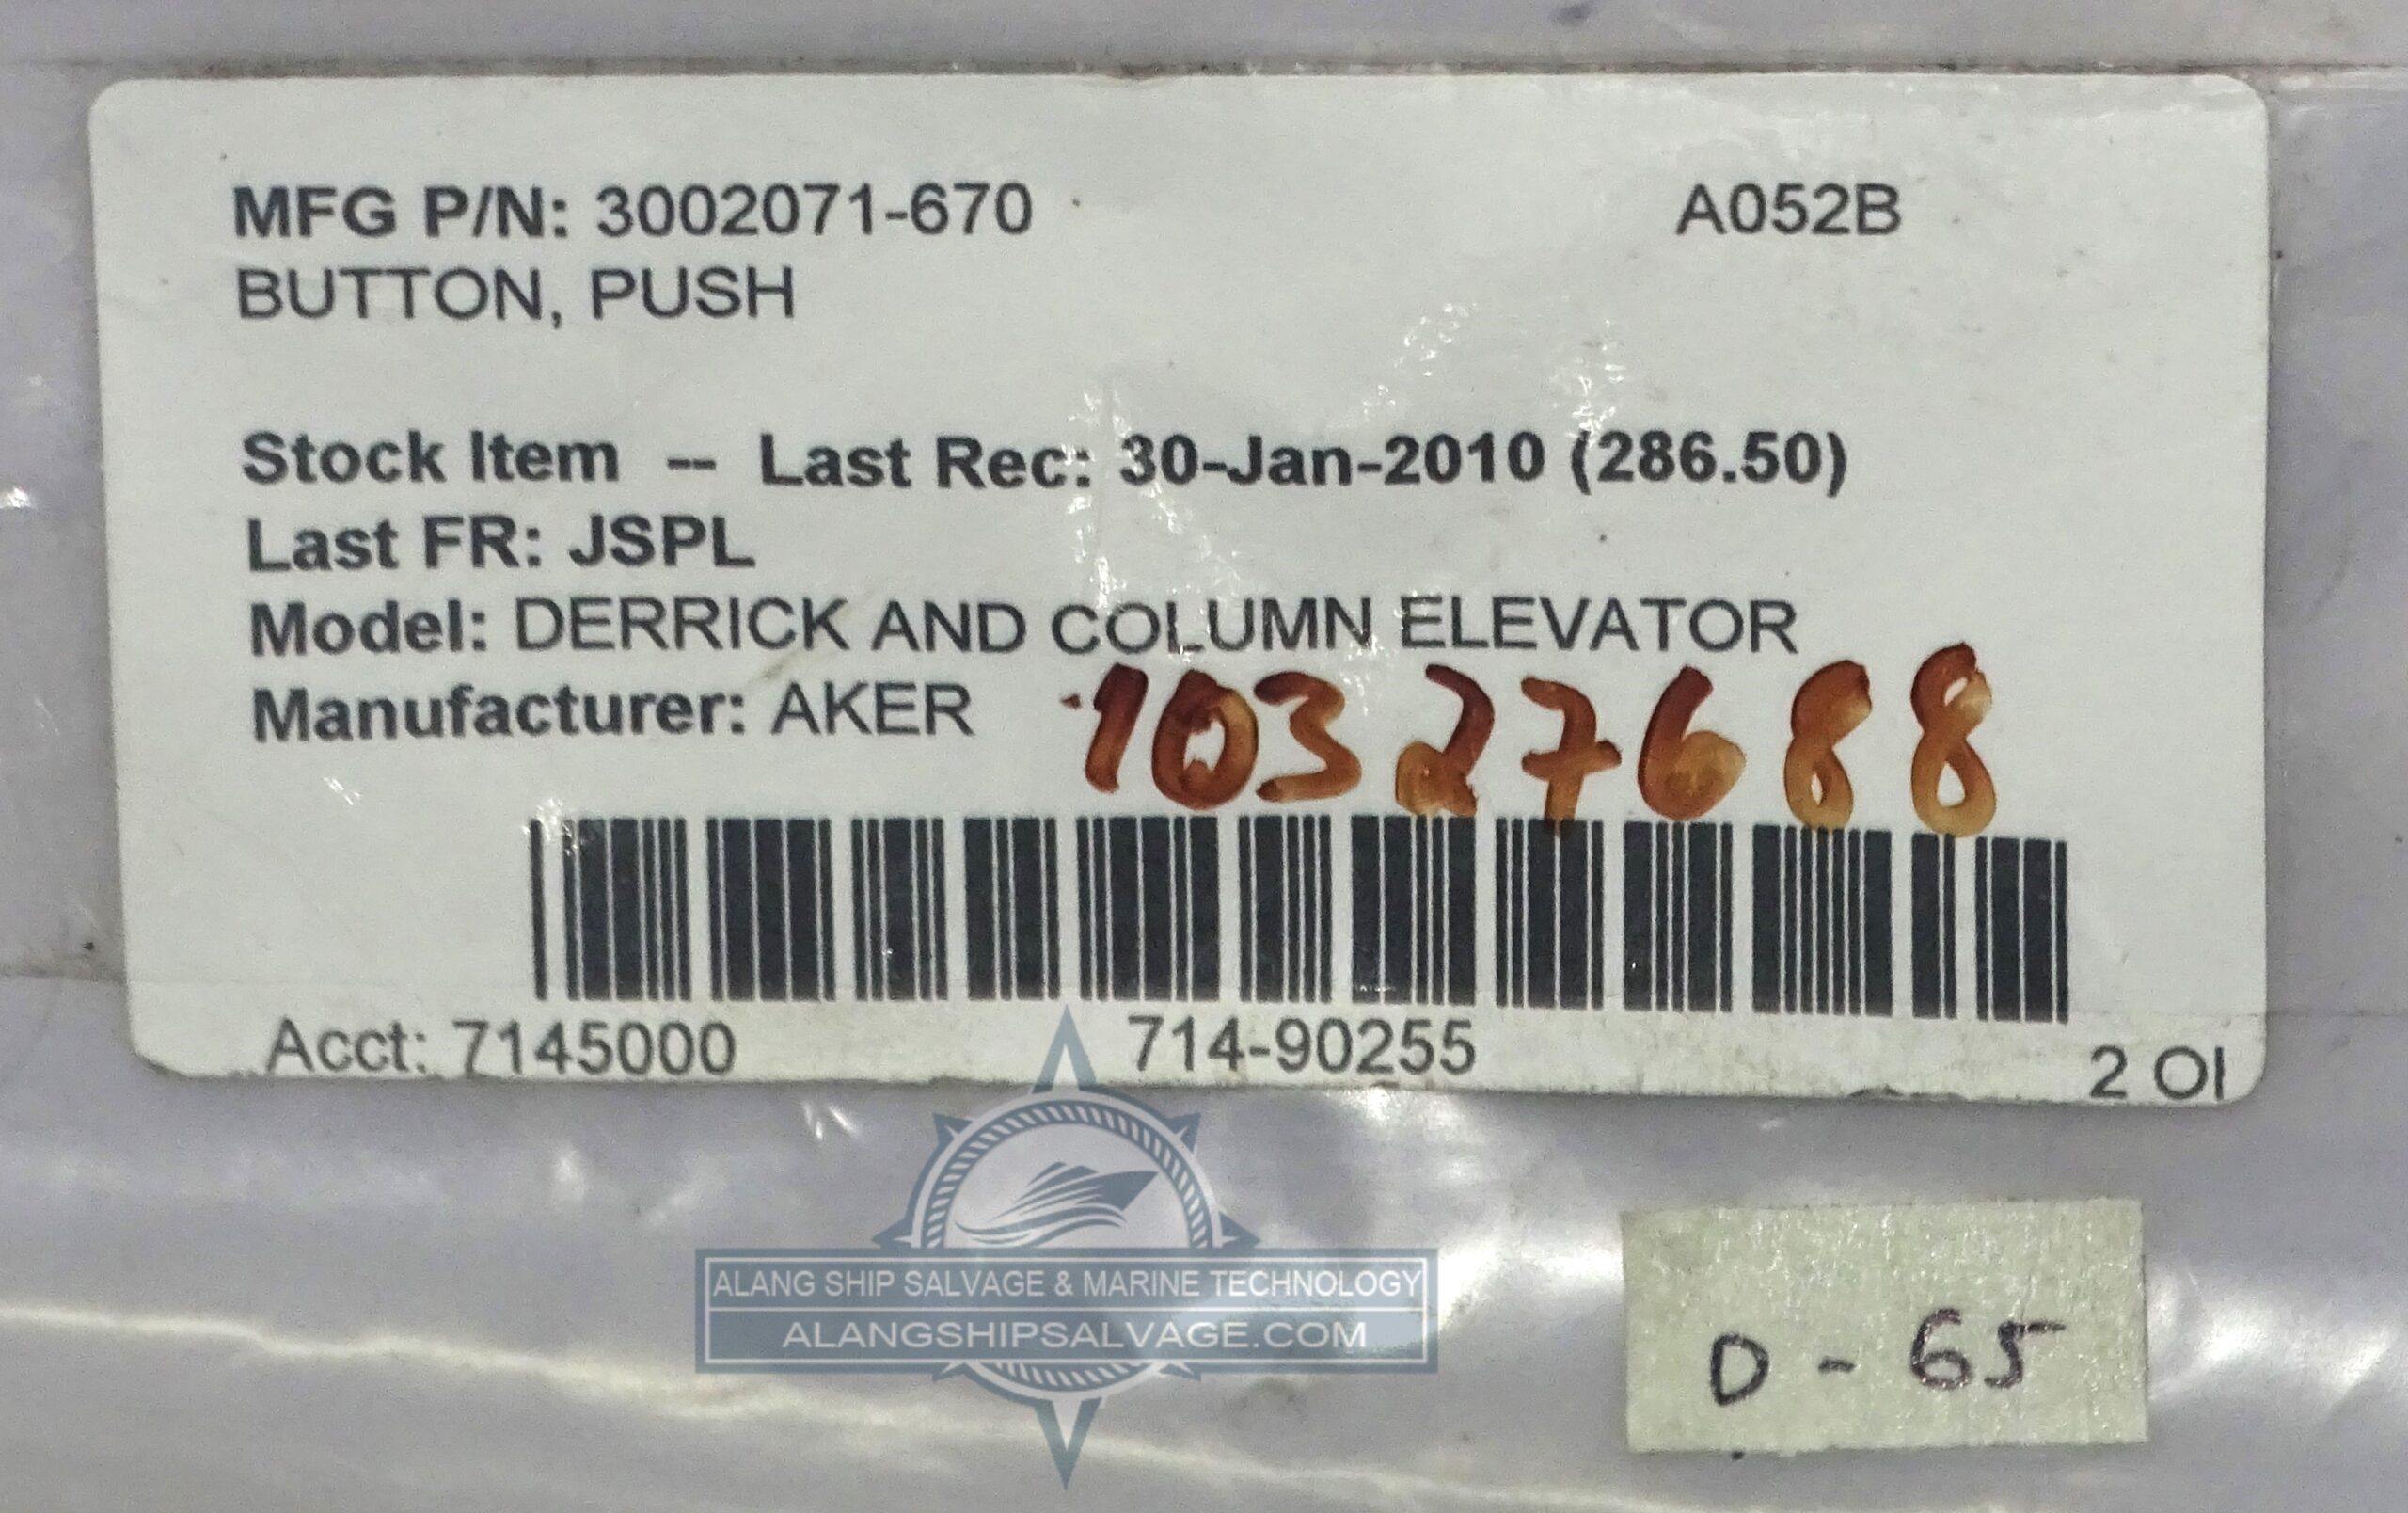 MFG P/N: 3002071-670 A052B
BUTTON, PUSH
Stock Item -- Last Rec: 30-Jan-2010 (286.50)
Last FR: JSPL
Model: DERRICK AND COLUMN ELEVATOR
Manufacturer: AKER 10327688
Acct: 7145000 714-90255 2 OI
ALANG SHIP SALVAGE & MARINE TECHNOLOGY
ALANGSHIPSALVAGE.COM
D - 65